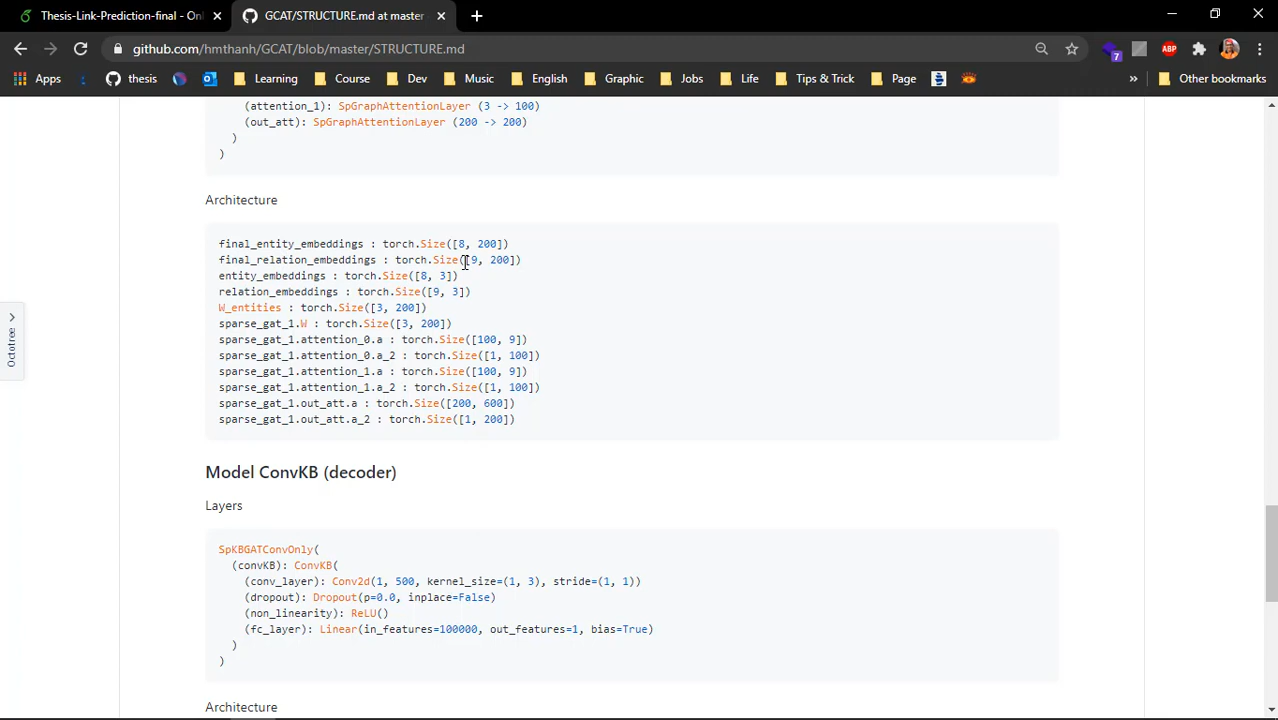 Thesis-Link-Prediction-final - Onl
GCAT/STRUCTURE.md at master
github.com/hmthanh/GCAT/blob/master/STRUCTURE.md
7
ABP
Apps
thesis
Learning
Course
Dev
Music
English
Graphic
Jobs
Life
Tips & Trick
Page
Other bookmarks
(attention_1): SpGraphAttentionLayer (3 -> 100)
(out_att): SpGraphAttentionLayer (200 -> 200)
)
)
Architecture
final_entity_embeddings : torch.Size([8, 200])
final_relation_embeddings : torch.Size([9, 200])
entity_embeddings : torch.Size([8, 3])
relation_embeddings : torch.Size([9, 3])
W_entities : torch.Size([3, 200])
sparse_gat_1.W : torch.Size([3, 200])
sparse_gat_1.attention_0.a : torch.Size([100, 9])
sparse_gat_1.attention_0.a_2 : torch.Size([1, 100])
sparse_gat_1.attention_1.a : torch.Size([100, 9])
sparse_gat_1.attention_1.a_2 : torch.Size([1, 100])
sparse_gat_1.out_att.a : torch.Size([200, 600])
sparse_gat_1.out_att.a_2 : torch.Size([1, 200])
Octotree
Model ConvKB (decoder)
Layers
SpKBGATConvOnly(
(convKB): ConvKB(
(conv_layer): Conv2d(1, 500, kernel_size=(1, 3), stride=(1, 1))
(dropout): Dropout(p=0.0, inplace=False)
(non_linearity): ReLU()
(fc_layer): Linear(in_features=100000, out_features=1, bias=True)
)
)
Architecture